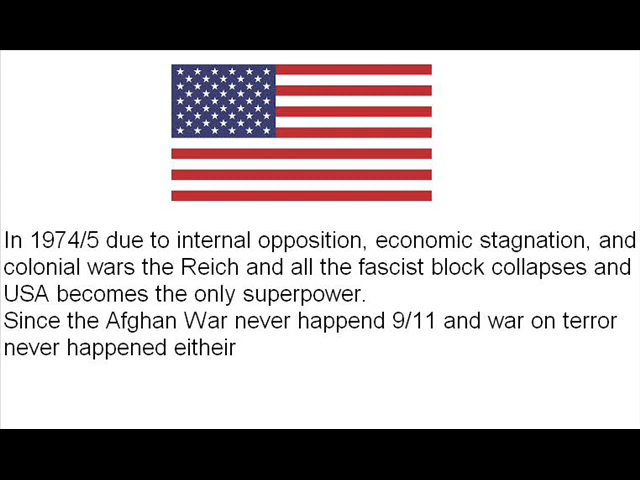 In 1974/5 due to internal opposition, economic stagnation, and
colonial wars the Reich and all the fascist block collapses and
USA becomes the only superpower.
Since the Afghan War never happend 9/11 and war on terror
never happened eitheir